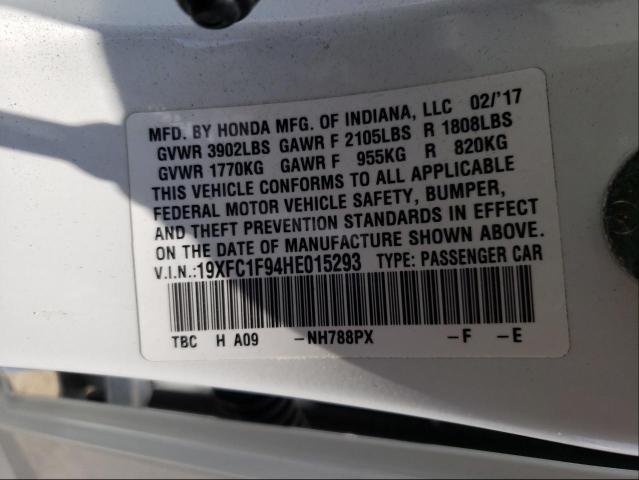 MFD. BY HONDA MFG. OF INDIANA, LLC 02/'17
GVWR 3902LBS GAWR F 2105LBS R 1808LBS
GVWR 1770KG GAWR F 955KG R 820KG
THIS VEHICLE CONFORMS TO ALL APPLICABLE
FEDERAL MOTOR VEHICLE SAFETY, BUMPER,
AND THEFT PREVENTION STANDARDS IN EFFECT
ON THE DATE OF MANUFACTURE SHOWN ABOVE.
V.I.N.:19XFC1F94HE015293 TYPE: PASSENGER CAR
TBC H A09 -NH788PX -F -E